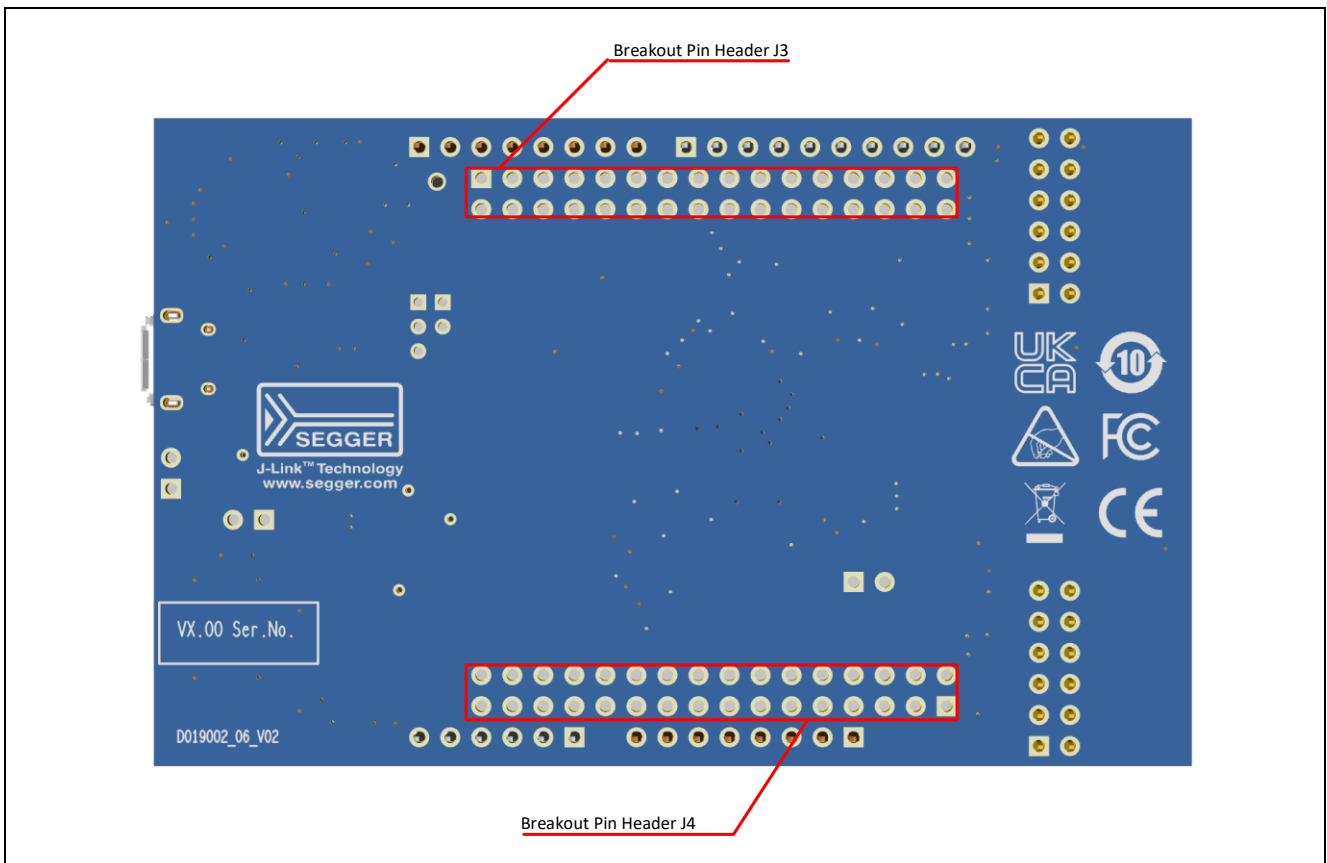 Breakout Pin Header J3
UK
CA
10
SEGGER
FC
J-Link™ Technology
www.segger.com
CE
VX.00 Ser.No.
D019002_06_V02
Breakout Pin Header J4